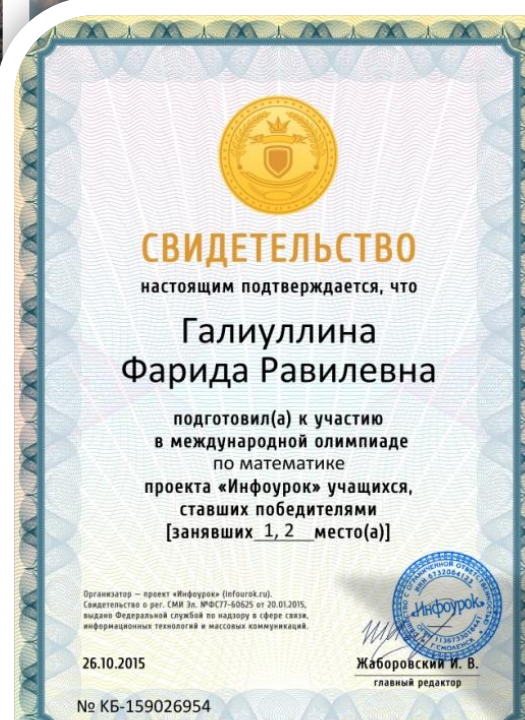 СВИДЕТЕЛЬСТВО
настоящим подтверждается, что
Галиуллина
Фарида Равилевна
подготовил(а) к участию
в международной олимпиаде
по математике
проекта «Инфоурок» учащихся,
ставших победителями
[занявших 1, 2 место(а)]
Организатор — проект «Инфоурок» (infourok.ru).
Свидетельство о рег. СМИ Эл. №ФС77-60625 от 20.01.2015,
выдано Федеральной службой по надзору в сфере связи,
информационных технологий и массовых коммуникаций.
«Инфоурок»
26.10.2015
Жаборовский И. В.
главный редактор
№ КБ-159026954